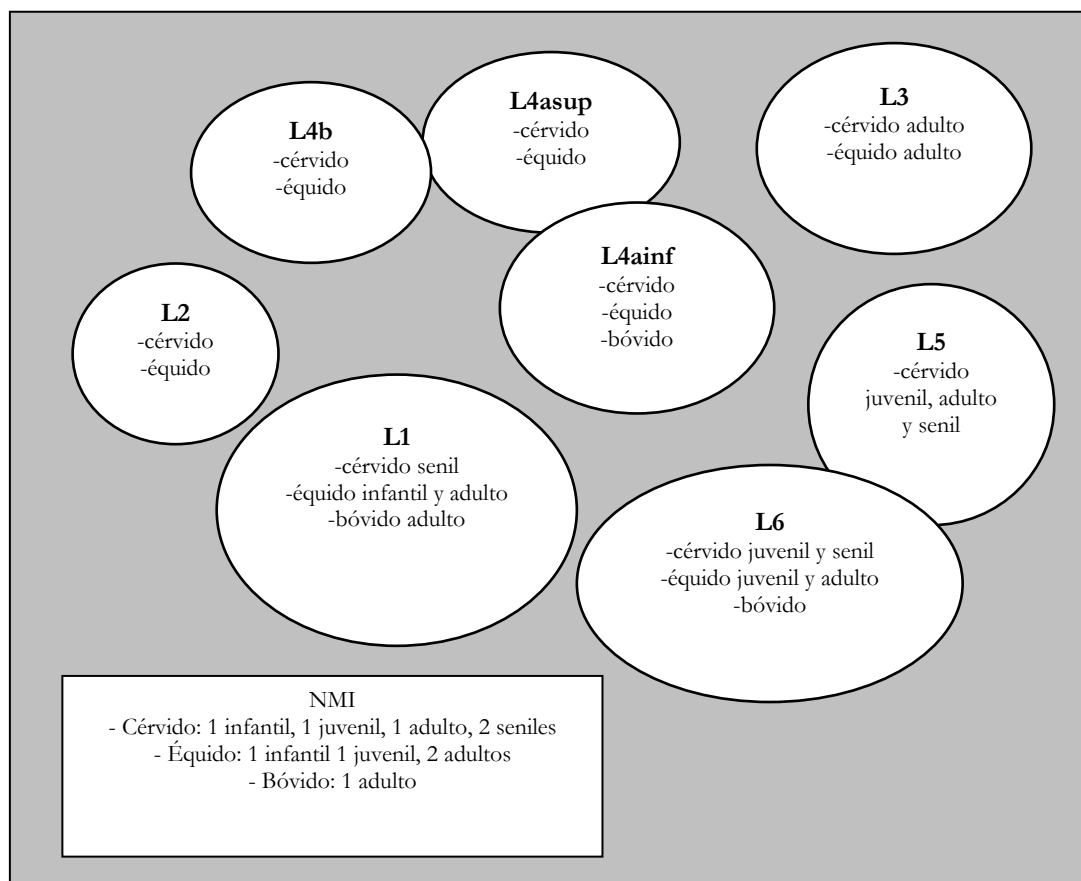 L4b
-cérvido
-équido
L4asup
-cérvido
-équido
L3
-cérvido adulto
-équido adulto
L2
-cérvido
-équido
L4ainf
-cérvido
-équido
-bóvido
L5
-cérvido
juvenil, adulto
y senil
L1
-cérvido senil
-équido infantil y adulto
-bóvido adulto
L6
-cérvido juvenil y senil
-équido juvenil y adulto
-bóvido
NMI
- Cérvido: 1 infantil, 1 juvenil, 1 adulto, 2 seniles
- Équido: 1 infantil 1 juvenil, 2 adultos
- Bóvido: 1 adulto